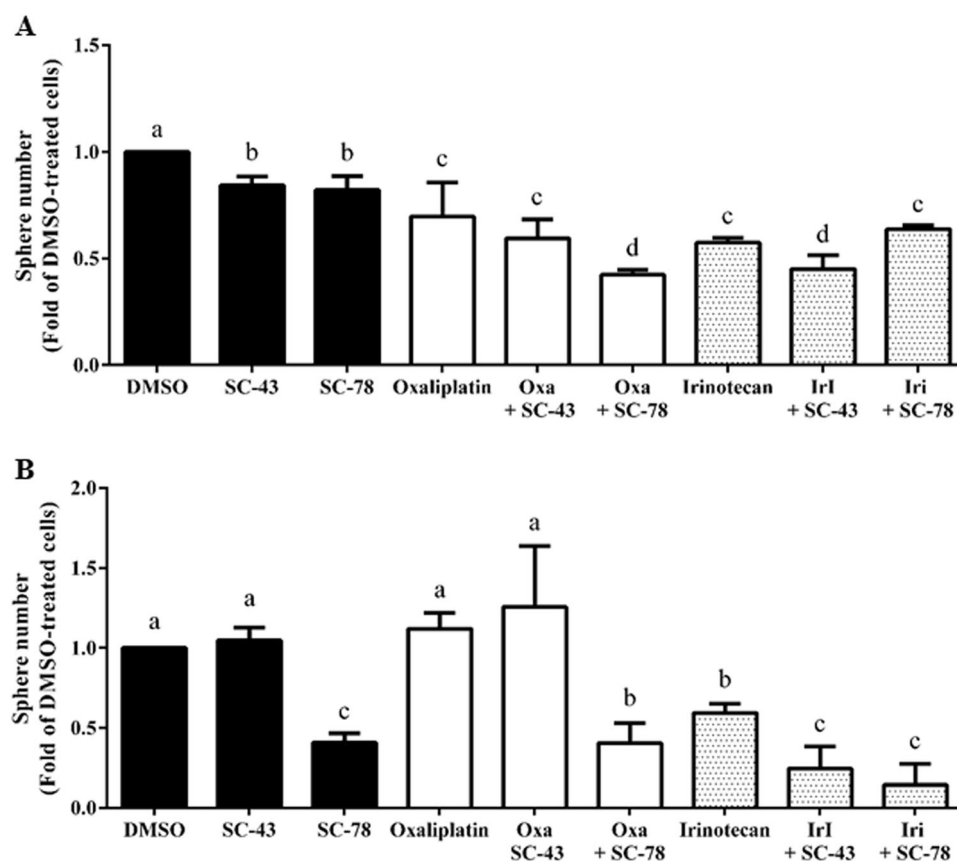 A
Sphere number
(Fold of DMSO-treated cells)
1.5
1.0
0.5
0.0
a
b
b
c
c
d
c
d
c
DMSO
SC-43
SC-78
Oxaliplatin
Oxa
+ SC-43
Oxa
+ SC-78
Irinotecan
IrI
+ SC-43
Iri
+ SC-78
B
Sphere number
(Fold of DMSO-treated cells)
2.0
1.5
1.0
0.5
0.0
a
a
c
a
a
b
b
c
c
DMSO
SC-43
SC-78
Oxaliplatin
Oxa
SC-43
Oxa
+ SC-78
Irinotecan
IrI
+ SC-43
Iri
+ SC-78